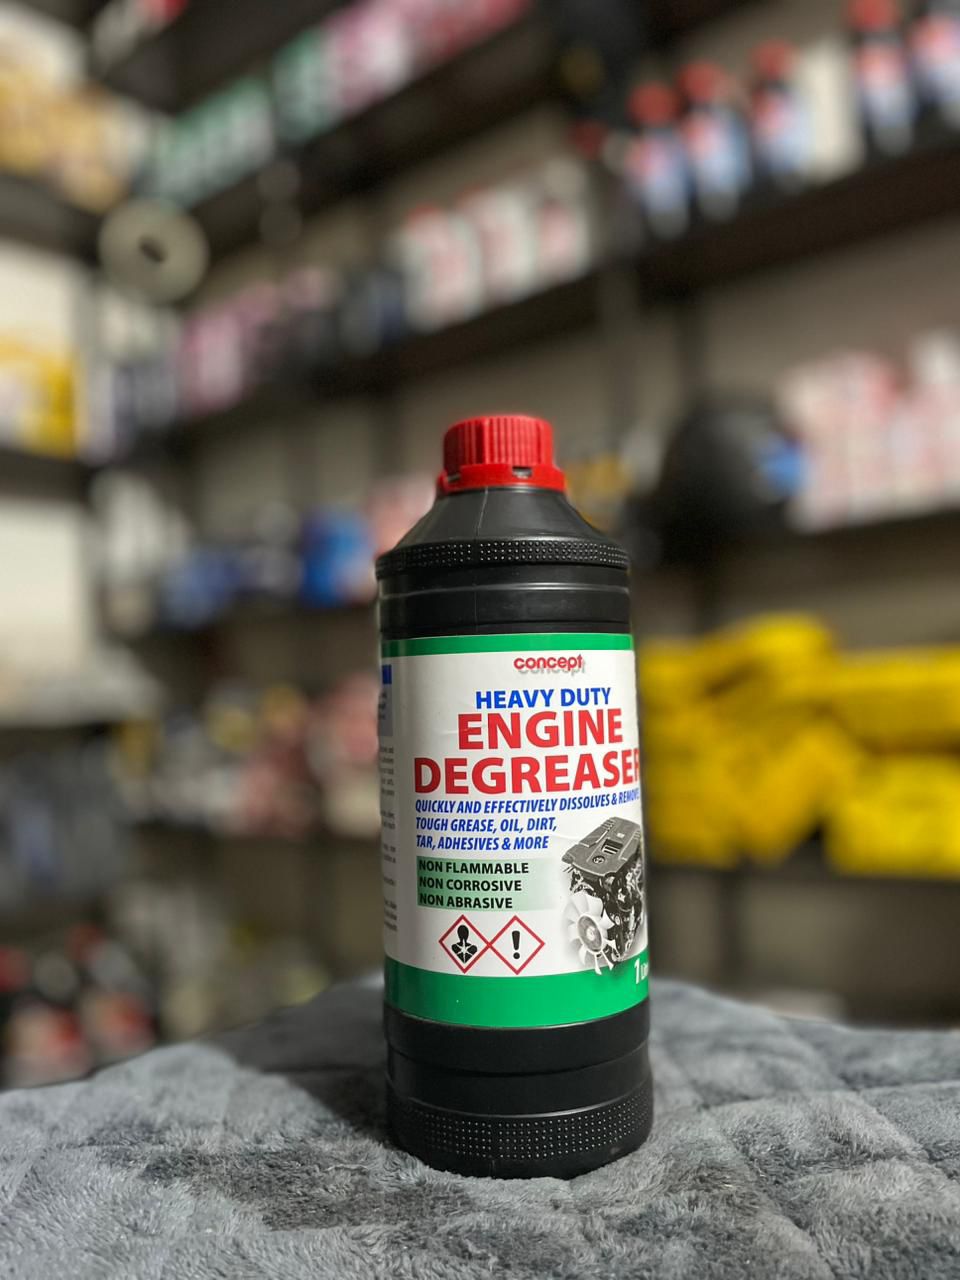 concept
HEAVY DUTY
ENGINE
DEGREASER
QUICKLY AND EFFECTIVELY DISSOLVES &
TOUGH GREASE, OIL, DIRT,
TAR, ADHESIVES & MORE
NON FLAMMABLE
NON CORROSIVE
NON ABRASIVE
1